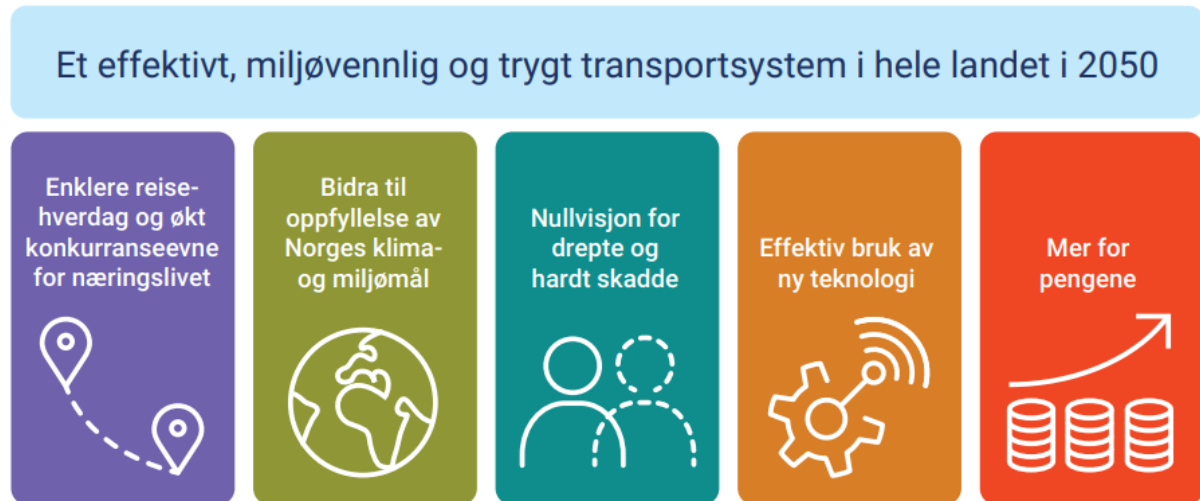 Et effektivt, miljøvennlig og trygt transportsystem i hele landet i 2050
Enklere reise-
hverdag og økt
konkurranseevne
for næringslivet
Bidra til
oppfyllelse av
Norges klima-
og miljømål
Nullvisjon for
drepte og
hardt skadde
Effektiv bruk av
ny teknologi
Mer for
pengene